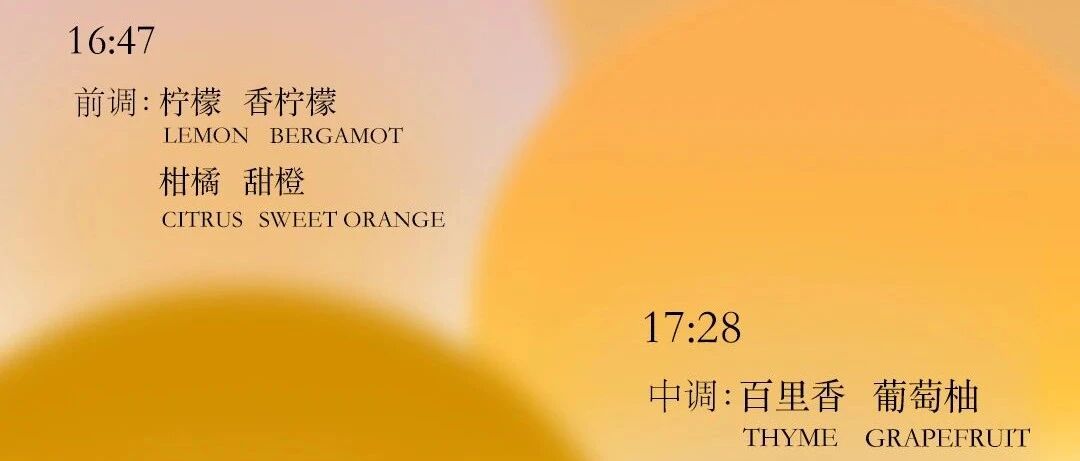 16:47
前调：柠檬 香柠檬
LEMON BERGAMOT
柑橘 甜橙
CITRUS SWEET ORANGE
17:28
中调：百里香 葡萄柚
THYME GRAPEFRUIT